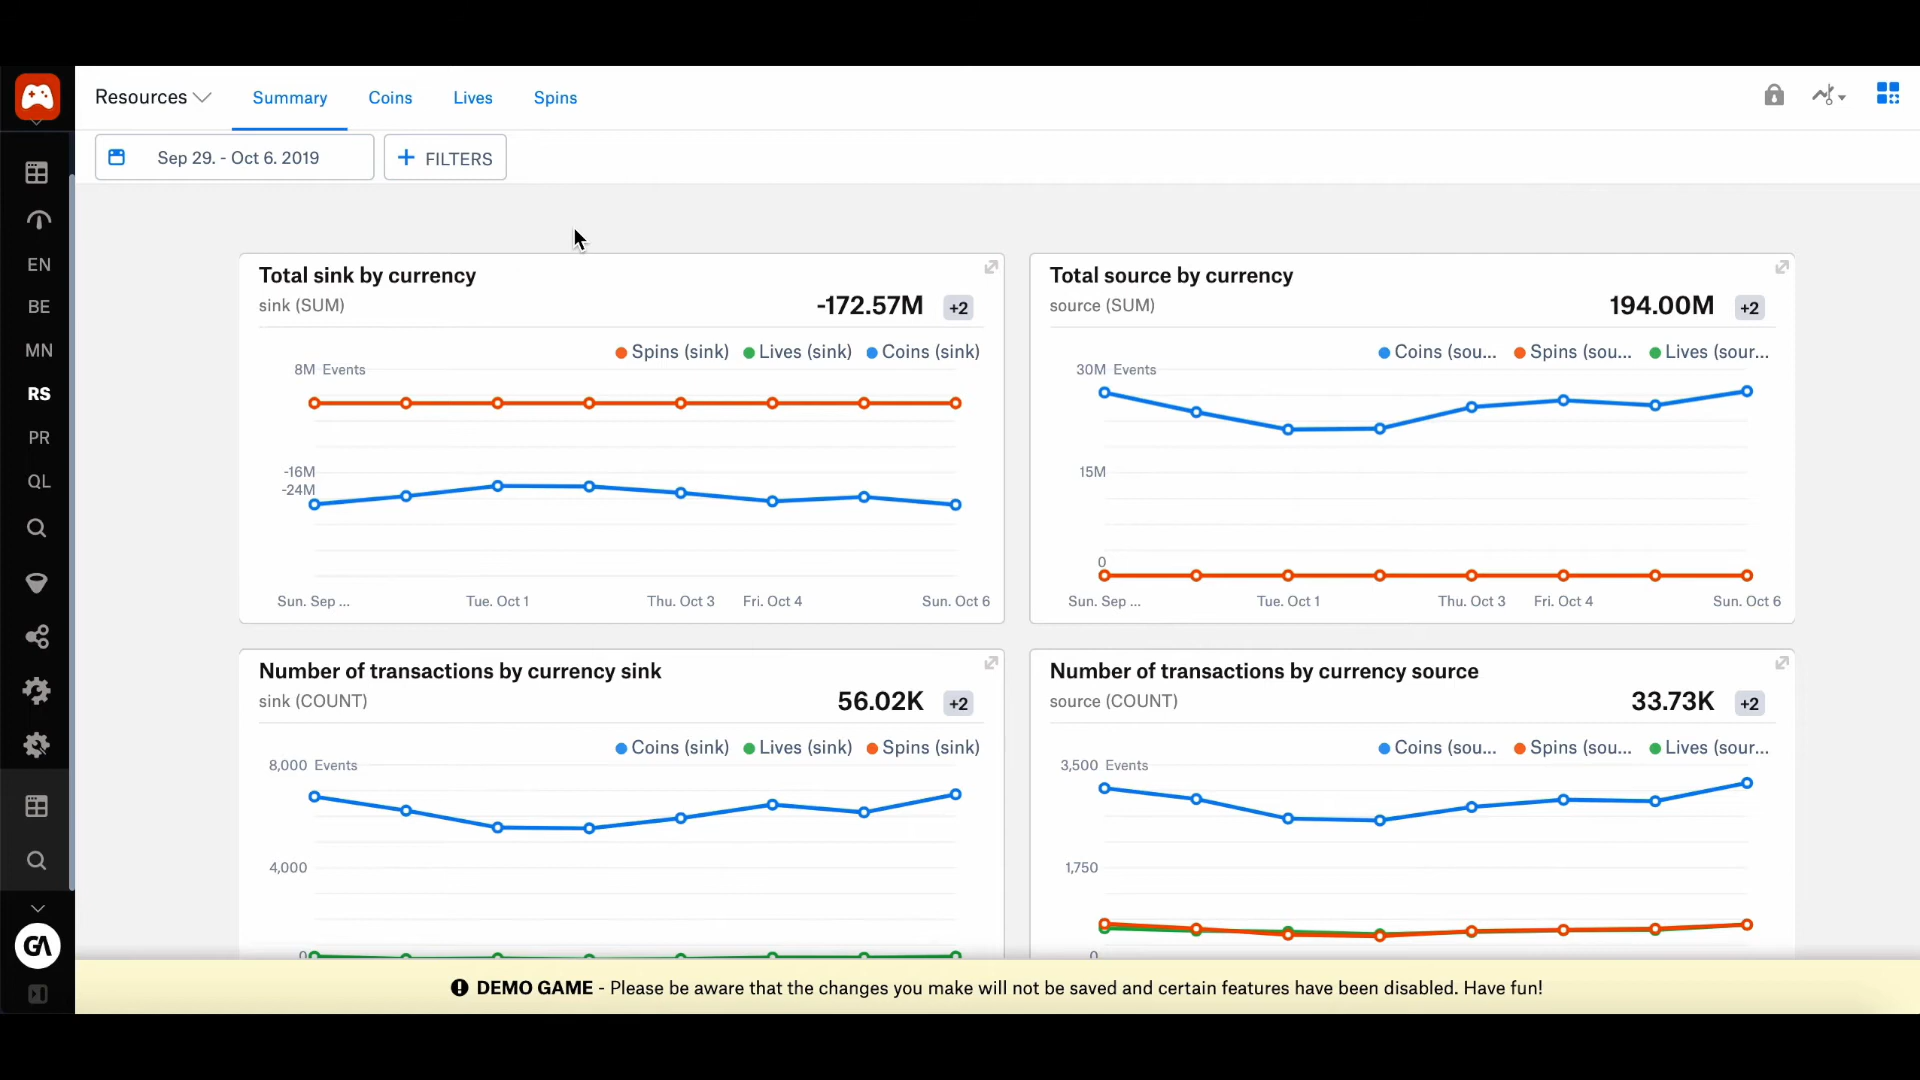 Resources Summary Coins Lives Spins
Sep 29. - Oct 6. 2019 + FILTERS
EN
BE
MN
RS
PR
QL
GA
Total sink by currency
sink (SUM) -172.57M +2
Spins (sink) Lives (sink) Coins (sink)
8M Events
-16M
-24M
Sun. Sep ... Tue. Oct 1 Thu. Oct 3 Fri. Oct 4 Sun. Oct 6
Total source by currency
source (SUM) 194.00M +2
Coins (sou... Spins (sou... Lives (sour...
30M Events
15M
0
Sun. Sep ... Tue. Oct 1 Thu. Oct 3 Fri. Oct 4 Sun. Oct 6
Number of transactions by currency sink
sink (COUNT) 56.02K +2
Coins (sink) Lives (sink) Spins (sink)
8,000 Events
4,000
0
Number of transactions by currency source
source (COUNT) 33.73K +2
Coins (sou... Spins (sou... Lives (sour...
3,500 Events
1,750
0
DEMO GAME - Please be aware that the changes you make will not be saved and certain features have been disabled. Have fun!